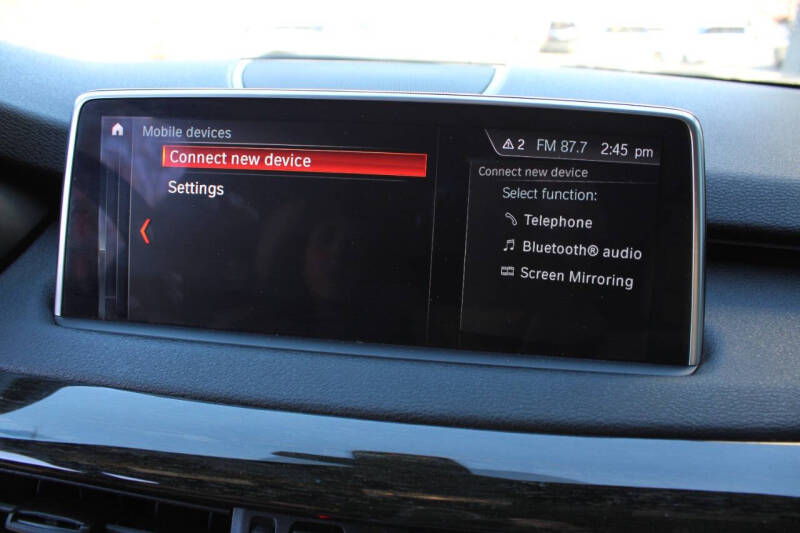 Mobile devices
Connect new device
Settings
2 FM 87.7 2:45 pm
Connect new device
Select function:
Telephone
Bluetooth® audio
Screen Mirroring